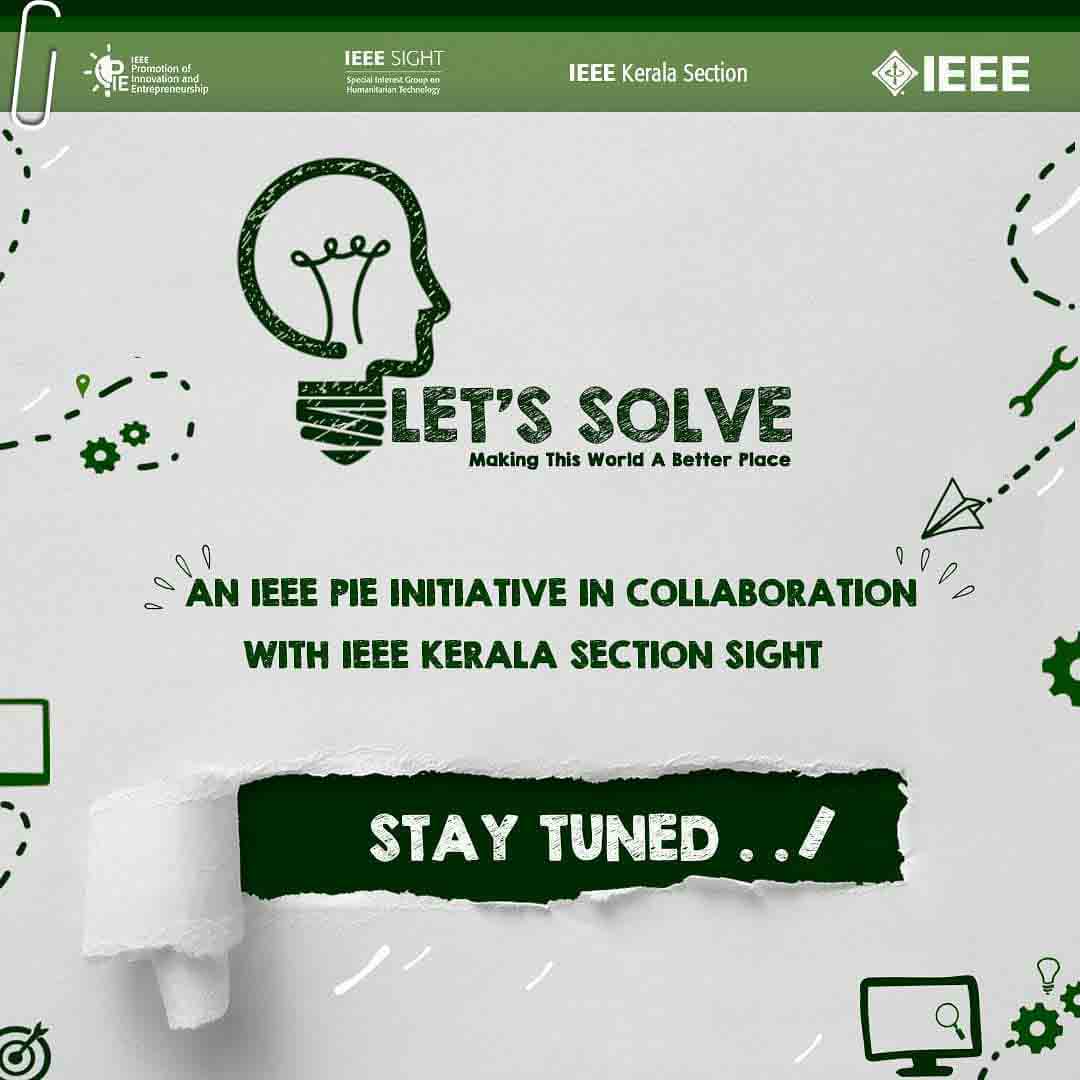 IEEE
Promotion of
Innovation and
Entrepreneurship
PIE
IEEE SIGHT
Special Interest Group on
Humanitarian Technology
IEEE Kerala Section
IEEE
LET'S SOLVE
Making This World A Better Place
AN IEEE PIE INITIATIVE IN COLLABORATION
WITH IEEE KERALA SECTION SIGHT
STAY TUNED . . /